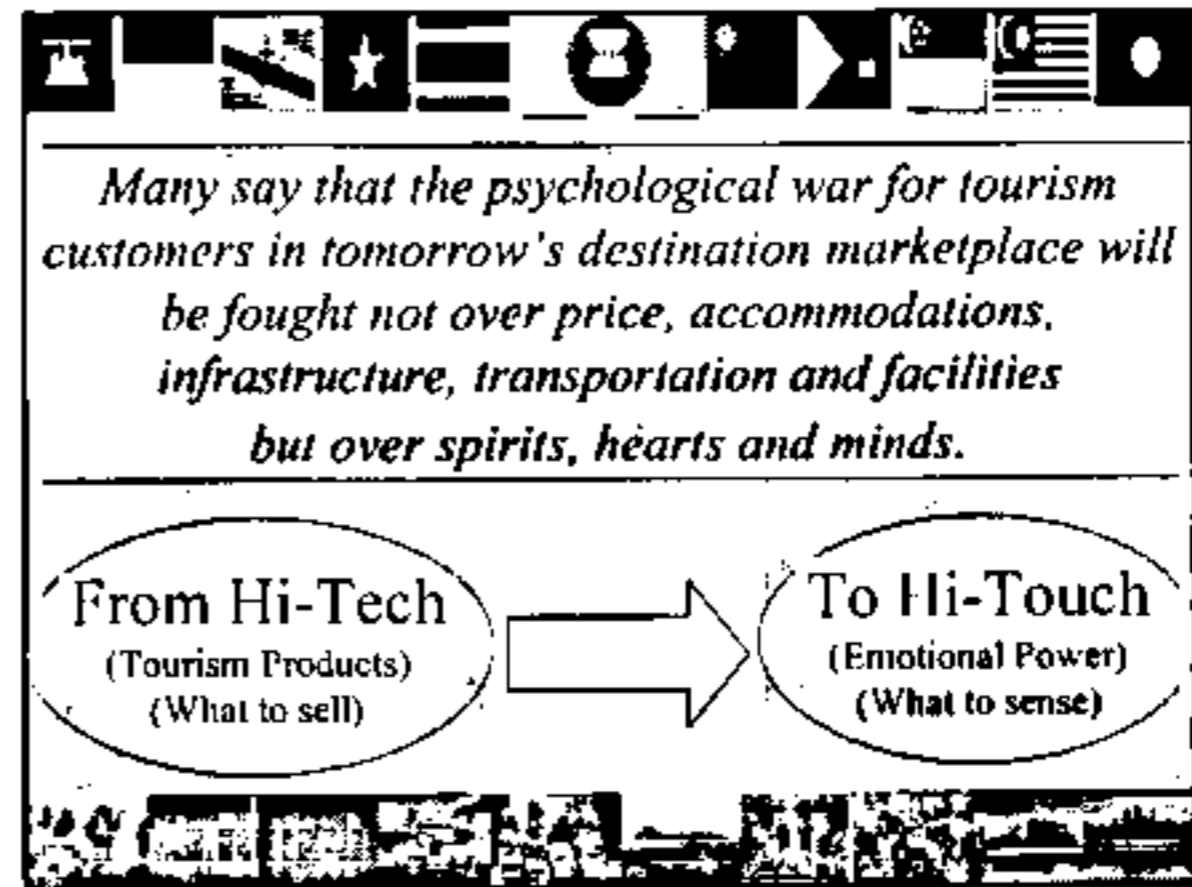 Many say that the psychological war for tourism
customers in tomorrow's destination marketplace will
be fought not over price, accommodations,
infrastructure, transportation and facilities
but over spirits, hearts and minds.
From Hi-Tech
(Tourism Products)
(What to sell)
To Hi-Touch
(Emotional Power)
(What to sense)